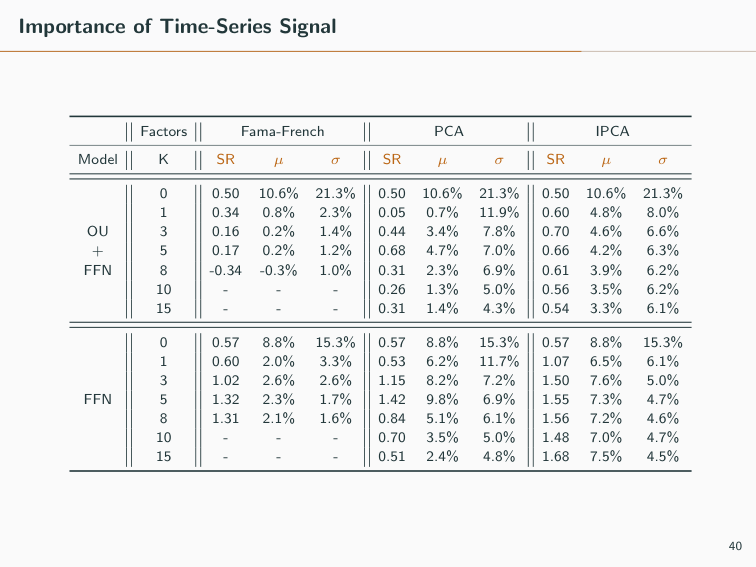 Importance of Time-Series Signal
Factors Fama-French PCA IPCA
Model K SR μ σ SR μ σ SR μ σ
0 0.50 10.6% 21.3% 0.50 10.6% 21.3% 0.50 10.6% 21.3%
1 0.34 0.8% 2.3% 0.05 0.7% 11.9% 0.60 4.8% 8.0%
OU 3 0.16 0.2% 1.4% 0.44 3.4% 7.8% 0.70 4.6% 6.6%
+ 5 0.17 0.2% 1.2% 0.68 4.7% 7.0% 0.66 4.2% 6.3%
FFN 8 -0.34 -0.3% 1.0% 0.31 2.3% 6.9% 0.61 3.9% 6.2%
10 - - - 0.26 1.3% 5.0% 0.56 3.5% 6.2%
15 - - - 0.31 1.4% 4.3% 0.54 3.3% 6.1%
0 0.57 8.8% 15.3% 0.57 8.8% 15.3% 0.57 8.8% 15.3%
1 0.60 2.0% 3.3% 0.53 6.2% 11.7% 1.07 6.5% 6.1%
3 1.02 2.6% 2.6% 1.15 8.2% 7.2% 1.50 7.6% 5.0%
FFN 5 1.32 2.3% 1.7% 1.42 9.8% 6.9% 1.55 7.3% 4.7%
8 1.31 2.1% 1.6% 0.84 5.1% 6.1% 1.56 7.2% 4.6%
10 - - - 0.70 3.5% 5.0% 1.48 7.0% 4.7%
15 - - - 0.51 2.4% 4.8% 1.68 7.5% 4.5%
40